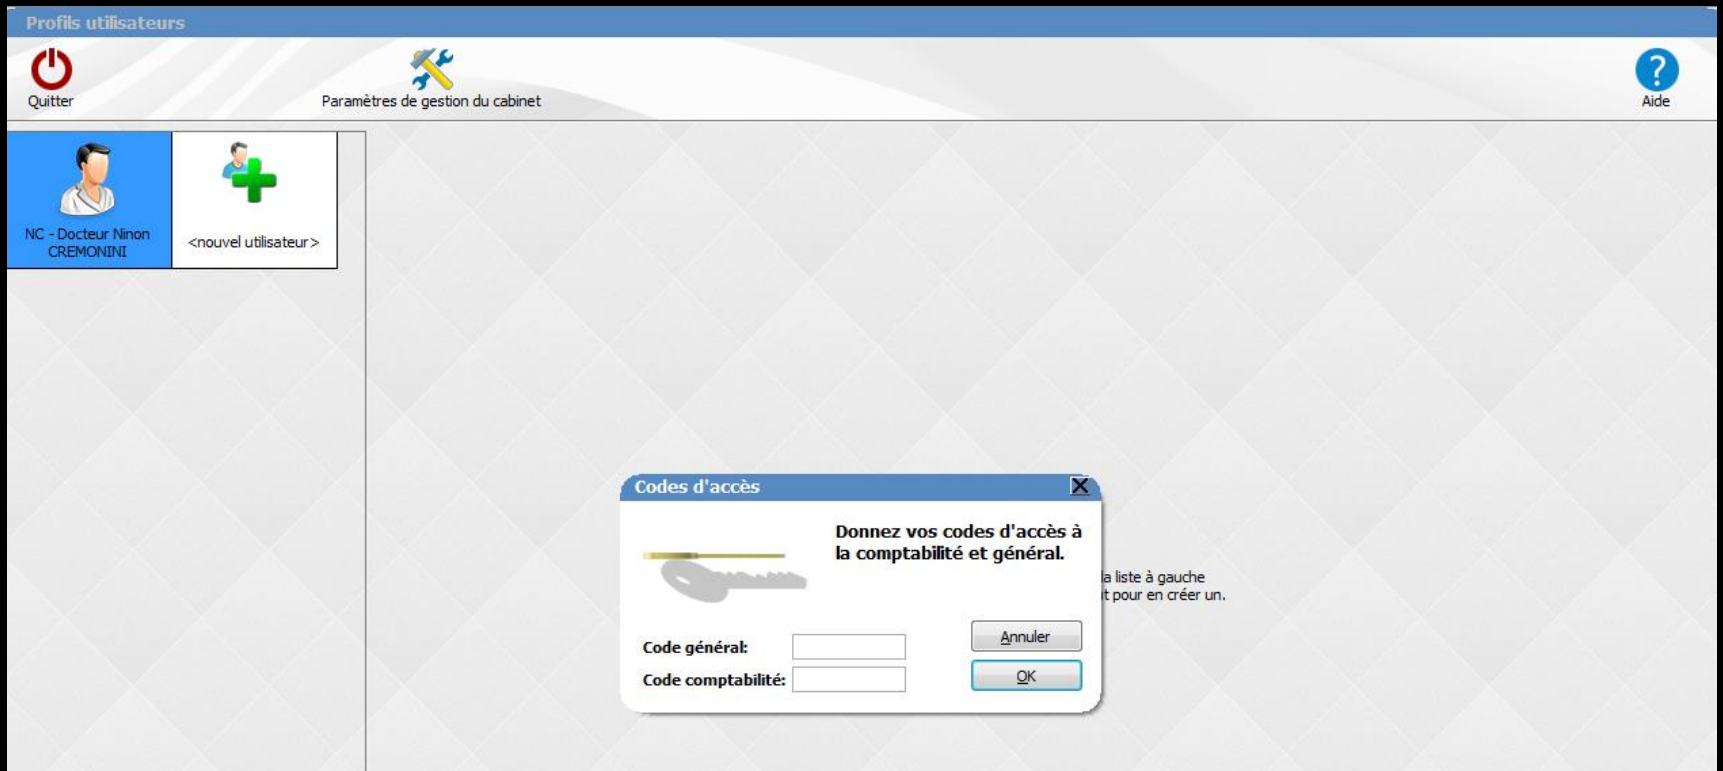 Profils utilisateurs
Quitter
Paramètres de gestion du cabinet
?
Aide
NC - Docteur Ninon
CREMONINI
<nouvel utilisateur>
Codes d'accès
Donnez vos codes d'accès à
la comptabilité et général.
la liste à gauche
t pour en créer un.
Code général:
Annuler
Code comptabilité:
OK